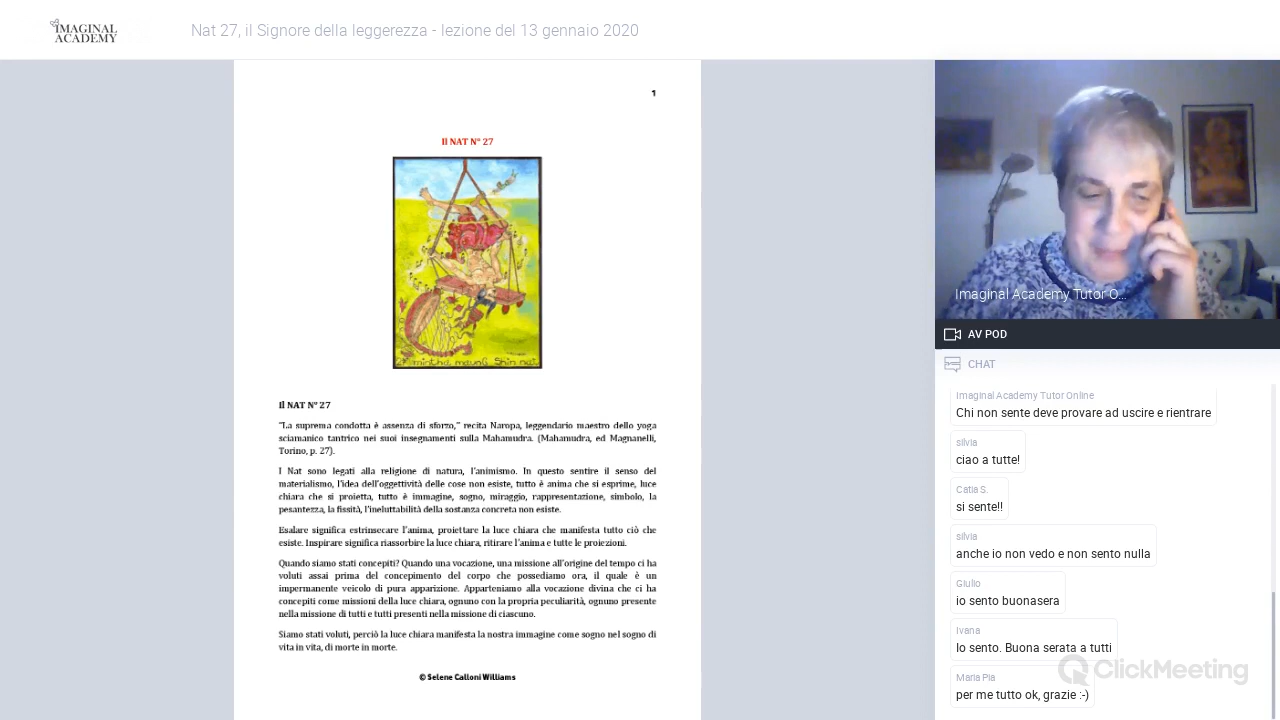 IMAGINAL
ACADEMY
Nat 27, il Signore della leggerezza - lezione del 13 gennaio 2020
1
Il NAT N° 27
27 mintha maung Shin nat
Il NAT N° 27
“La suprema condotta è assenza di sforzo,” recita Naropa, leggendario maestro dello yoga
sciamanico tantrico nei suoi insegnamenti sulla Mahamudra. (Mahamudra, ed Magnanelli,
Torino, p. 27).
I Nat sono legati alla religione di natura, l’animismo. In questo sentire il senso del
materialismo, l’idea dell’oggettività delle cose non esiste, tutto è anima che si esprime, luce
chiara che si proietta, tutto è immagine, sogno, miraggio, rappresentazione, simbolo, la
pesantezza, la fissità, l’ineluttabilità della sostanza concreta non esiste.
Esalare significa estrinsecare l’anima, proiettare la luce chiara che manifesta tutto ciò che
esiste. Inspirare significa riassorbire la luce chiara, ritirare l’anima e tutte le proiezioni.
Quando siamo stati concepiti? Quando una vocazione, una missione all’origine del tempo ci ha
voluti assai prima del concepimento del corpo che possediamo ora, il quale è un
impermanente veicolo di pura apparizione. Apparteniamo alla vocazione divina che ci ha
concepiti come missioni della luce chiara, ognuno con la propria peculiarità, ognuno presente
nella missione di tutti e tutti presenti nella missione di ciascuno.
Siamo stati voluti, perciò la luce chiara manifesta la nostra immagine come sogno nel sogno di
vita in vita, di morte in morte.
© Selene Calloni Williams
Imaginal Academy Tutor O...
AV POD
CHAT
Imaginal Academy Tutor Online
Chi non sente deve provare ad uscire e rientrare
silvia
ciao a tutte!
Catia S.
si sente!!
silvia
anche io non vedo e non sento nulla
Giulio
io sento buonasera
Ivana
Io sento. Buona serata a tutti
Maria Pia
per me tutto ok, grazie :-)
ClickMeeting